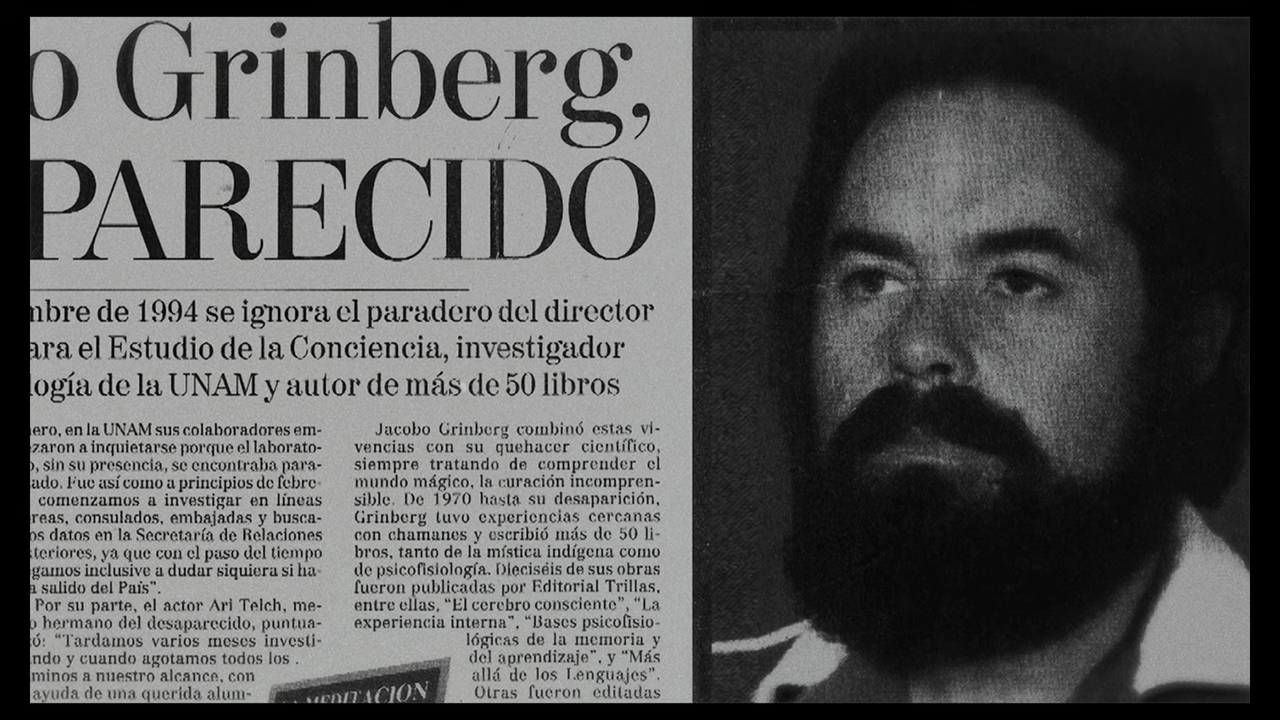 o Grinberg,
PARECIDO
mbre de 1994 se ignora el paradero del director
ara el Estudio de la Conciencia, investigador
logía de la UNAM y autor de más de 50 libros
nero, en la UNAM sus colaboradores em-
ezaron a inquietarse porque el laborato-
o, sin su presencia, se encontraba para-
ado. Fue así como a principios de febre-
comenzamos a investigar en líneas
reas, consulados, embajadas y busca-
os datos en la Secretaría de Relaciones
xteriores, ya que con el paso del tiempo
egamos inclusive a dudar siquiera si ha-
a salido del País".
Por su parte, el actor Ari Telch, me-
o hermano del desaparecido, puntua-
zó: "Tardamos varios meses investi-
ando y cuando agotamos todos los .
minos a nuestro alcance, con
ayuda de una querida alum-
Jacobo Grinberg combinó estas vi-
vencias con su quehacer científico,
siempre tratando de comprender el
mundo mágico, la curación incompren-
sible. De 1970 hasta su desaparición,
Grinberg tuvo experiencias cercanas
con chamanes y escribió más de 50 li-
bros, tanto de la mística indígena como
de psicofisiología. Dieciséis de sus obras
fueron publicadas por Editorial Trillas,
entre ellas, "El cerebro consciente", "La
experiencia interna", "Bases psicofisio-
lógicas de la memoria y
del aprendizaje", y "Más
allá de los Lenguajes".
Otras fueron editadas
LA MEDITACION